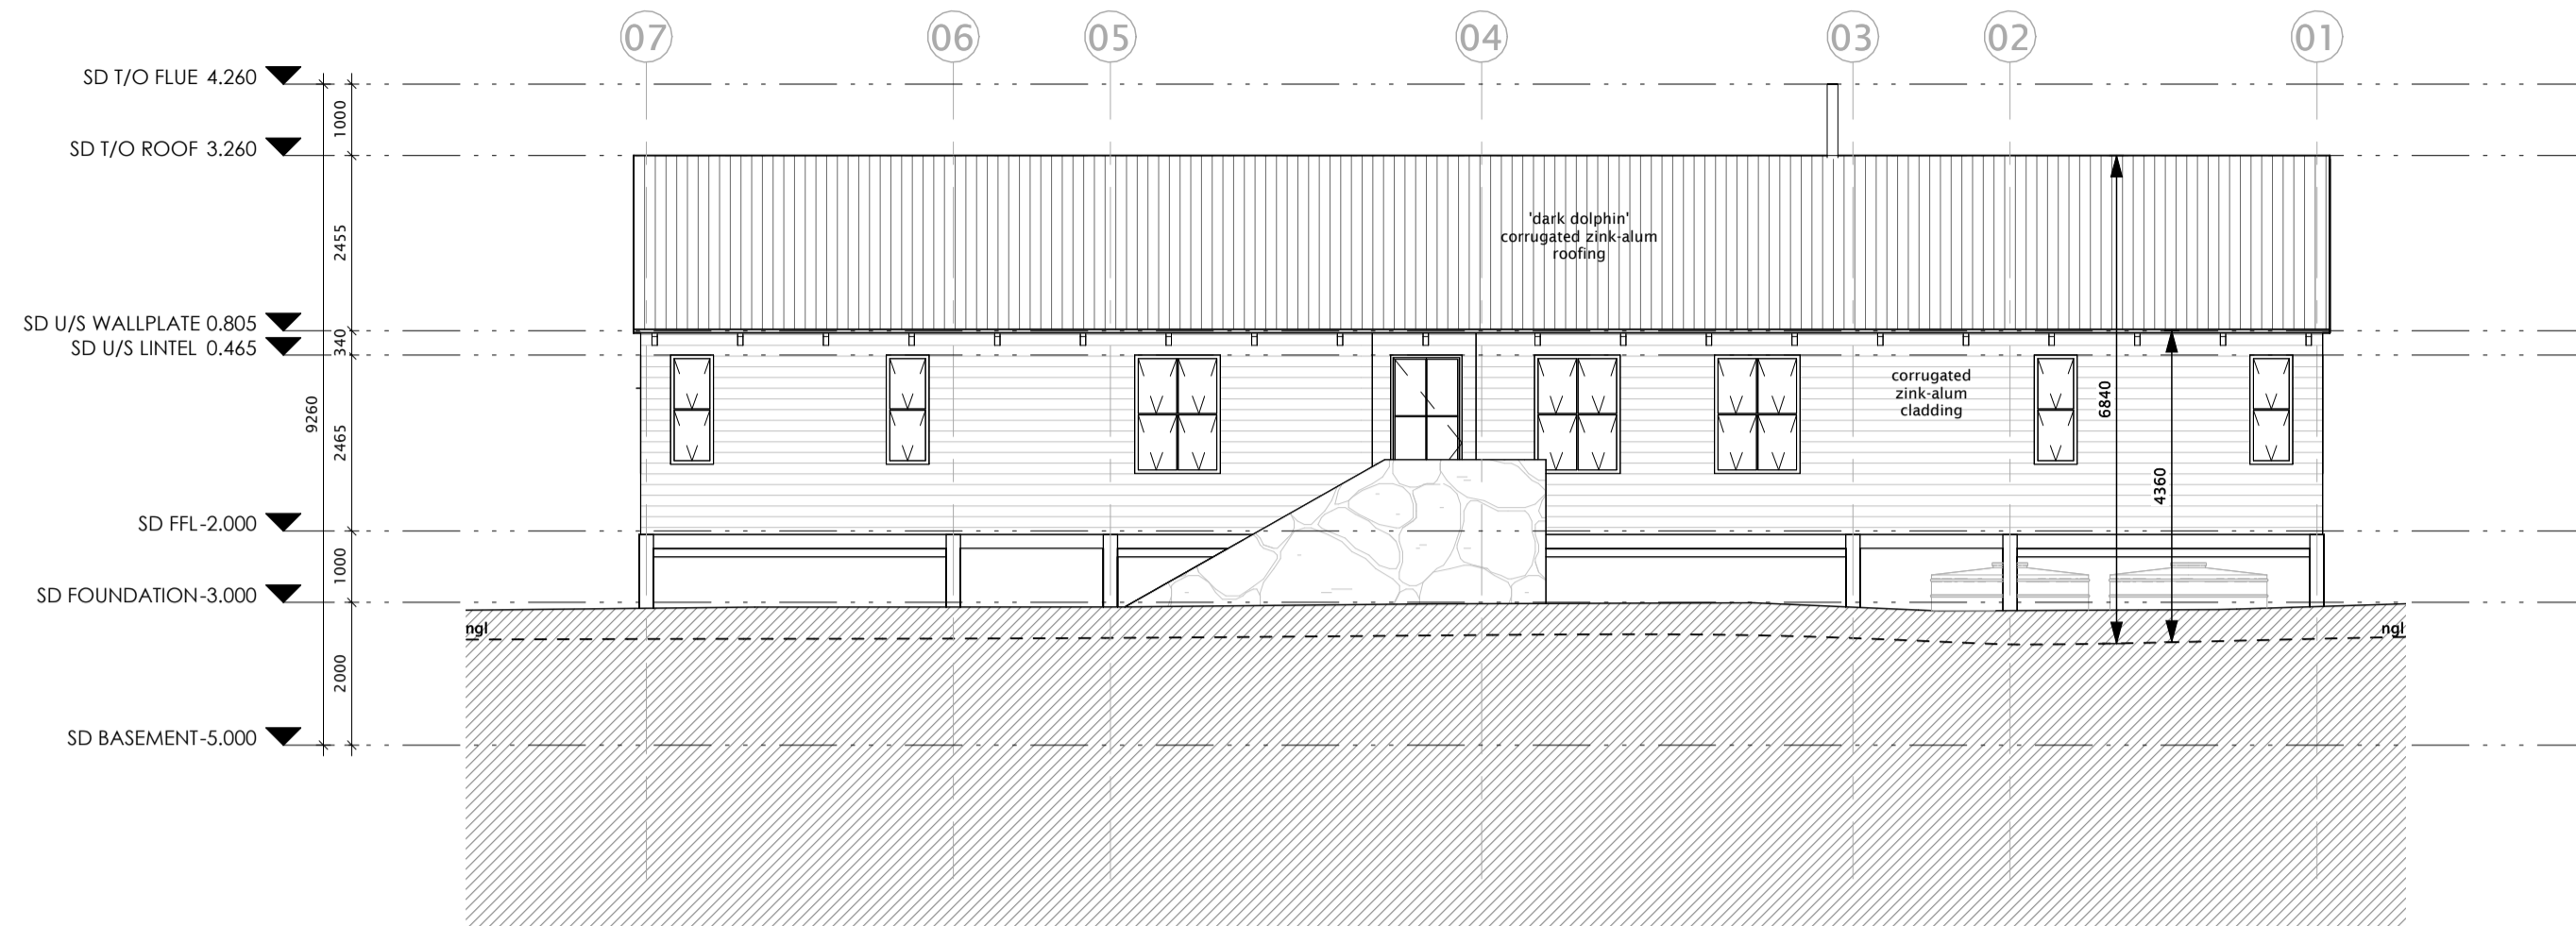 07 06 05 04 03 02 01
SD T/O FLUE 4.260
1000
SD T/O ROOF 3.260
2455
'dark dolphin'
corrugated zink-alum
roofing
SD U/S WALLPLATE 0.805
340
SD U/S LINTEL 0.465
corrugated
zink-alum
cladding
6840
9260
2465
4360
SD FFL-2.000
1000
SD FOUNDATION-3.000
ngl ngl
2000
SD BASEMENT-5.000